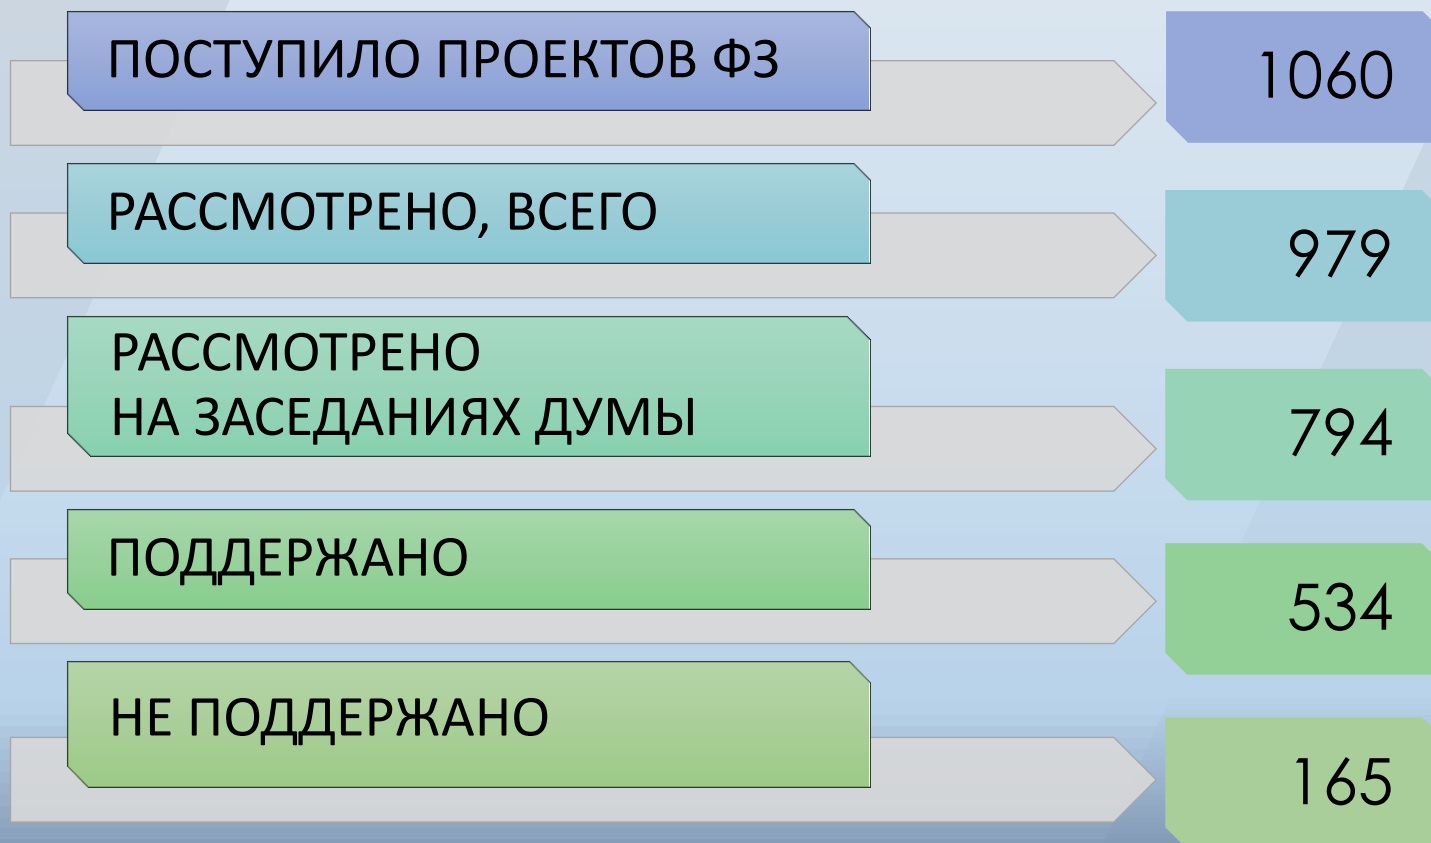 ПОСТУПИЛО ПРОЕКТОВ ФЗ
1060
РАССМОТРЕНО, ВСЕГО
979
РАССМОТРЕНО
НА ЗАСЕДАНИЯХ ДУМЫ
794
ПОДДЕРЖАНО
534
НЕ ПОДДЕРЖАНО
165